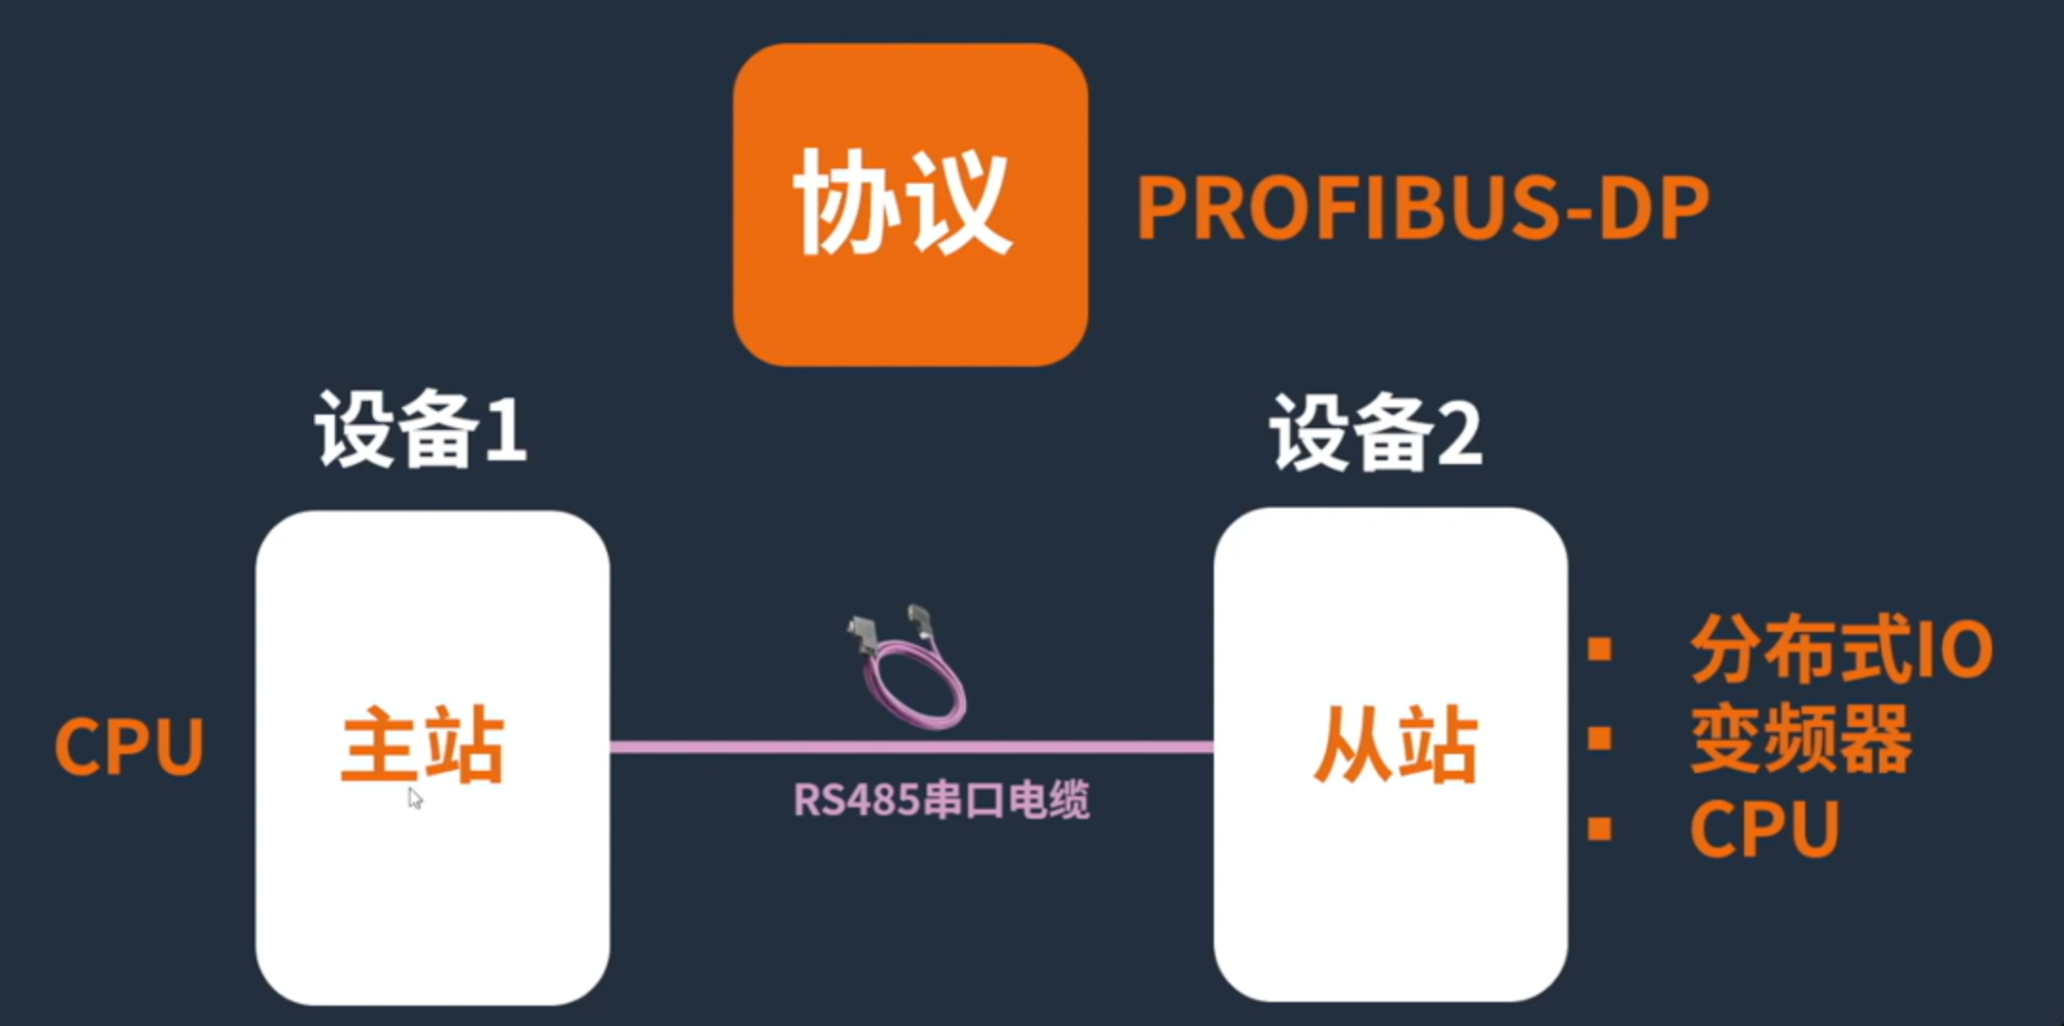 协议
PROFIBUS-DP
设备1
设备2
CPU
主站
RS485串口电缆
从站
▪ 分布式IO
▪ 变频器
▪ CPU